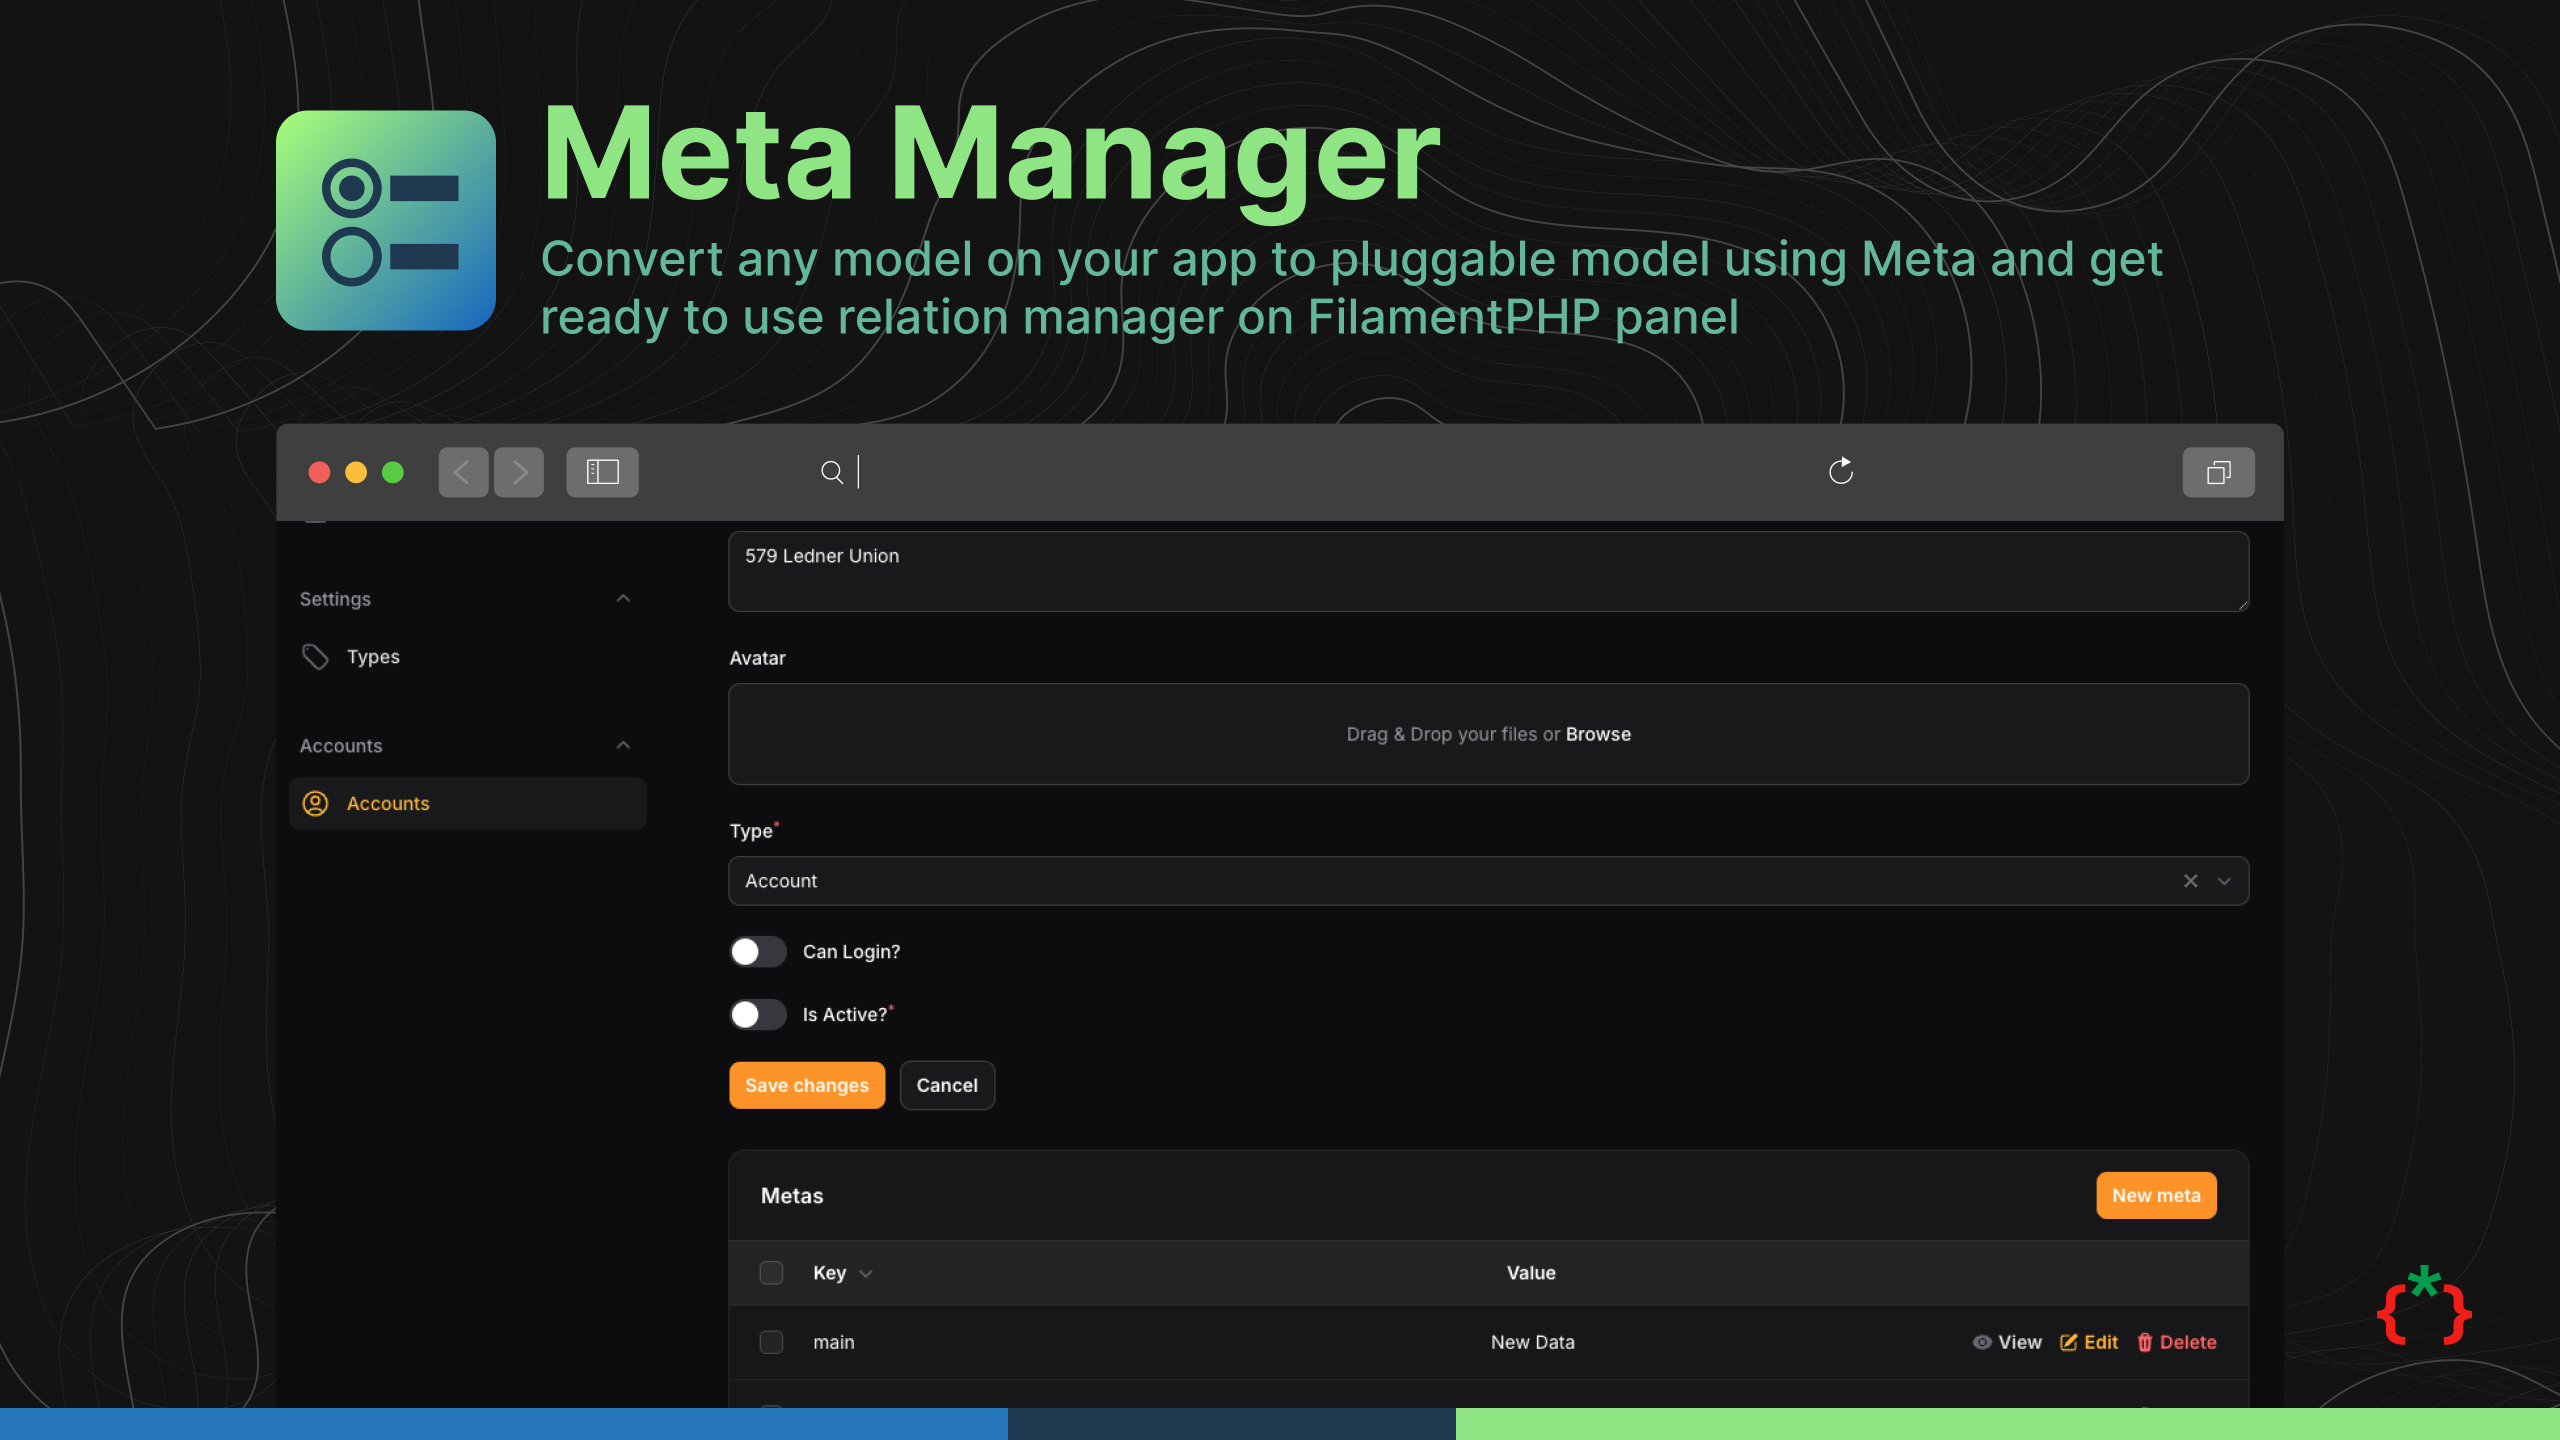 Meta Manager
Convert any model on your app to pluggable model using Meta and get
ready to use relation manager on FilamentPHP panel
579 Ledner Union
Settings
Types
Accounts
Accounts
Avatar
Drag & Drop your files or Browse
Type*
Account
Can Login?
Is Active?*
Save changes Cancel
Metas New meta
Key Value
main New Data View Edit Delete
{*}